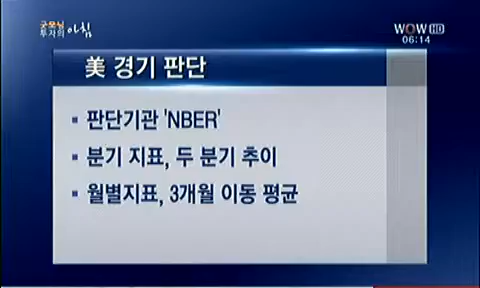 굿모닝
투자의 아침
WOW HD
06:14
美 경기 판단
▪ 판단기관 'NBER'
▪ 분기 지표, 두 분기 추이
▪ 월별지표, 3개월 이동 평균